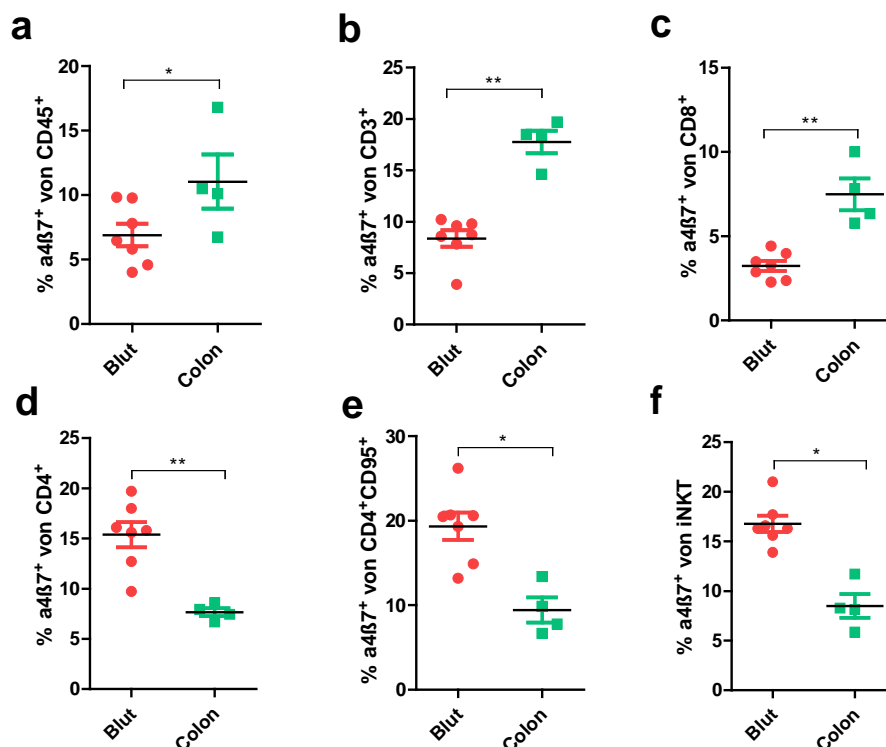 a
% a4ß7⁺ von CD45⁺
20
15
10
5
0
*
Blut
Colon
b
% a4ß7⁺ von CD3⁺
25
20
15
10
5
0
**
Blut
Colon
c
% a4ß7⁺ von CD8⁺
15
10
5
0
**
Blut
Colon
d
% a4ß7⁺ von CD4⁺
25
20
15
10
5
0
**
Blut
Colon
e
% a4ß7⁺ von CD4⁺CD95⁺
30
20
10
0
*
Blut
Colon
f
% a4ß7⁺ von iNKT
25
20
15
10
5
0
*
Blut
Colon